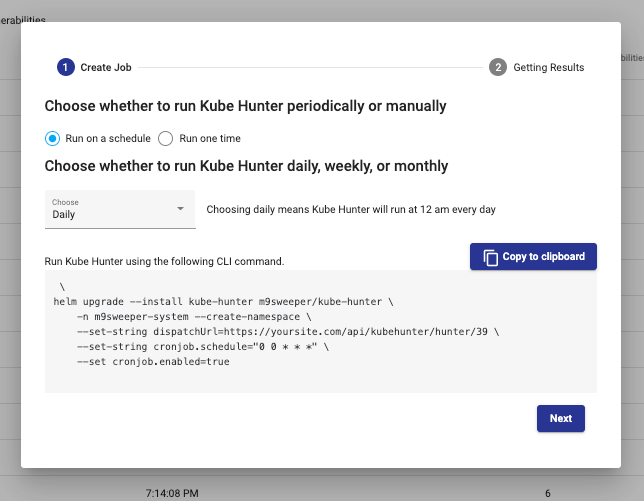 erabilities
bilities
1 Create Job
2 Getting Results
Choose whether to run Kube Hunter periodically or manually
Run on a schedule
Run one time
Choose whether to run Kube Hunter daily, weekly, or monthly
Choose
Daily
Choosing daily means Kube Hunter will run at 12 am every day
Copy to clipboard
Run Kube Hunter using the following CLI command.
\
helm upgrade --install kube-hunter m9sweeper/kube-hunter \
-n m9sweeper-system --create-namespace \
--set-string dispatchUrl=https://yoursite.com/api/kubehunter/hunter/39 \
--set-string cronjob.schedule="0 0 * * *" \
--set cronjob.enabled=true
Next
7:14:08 PM
6